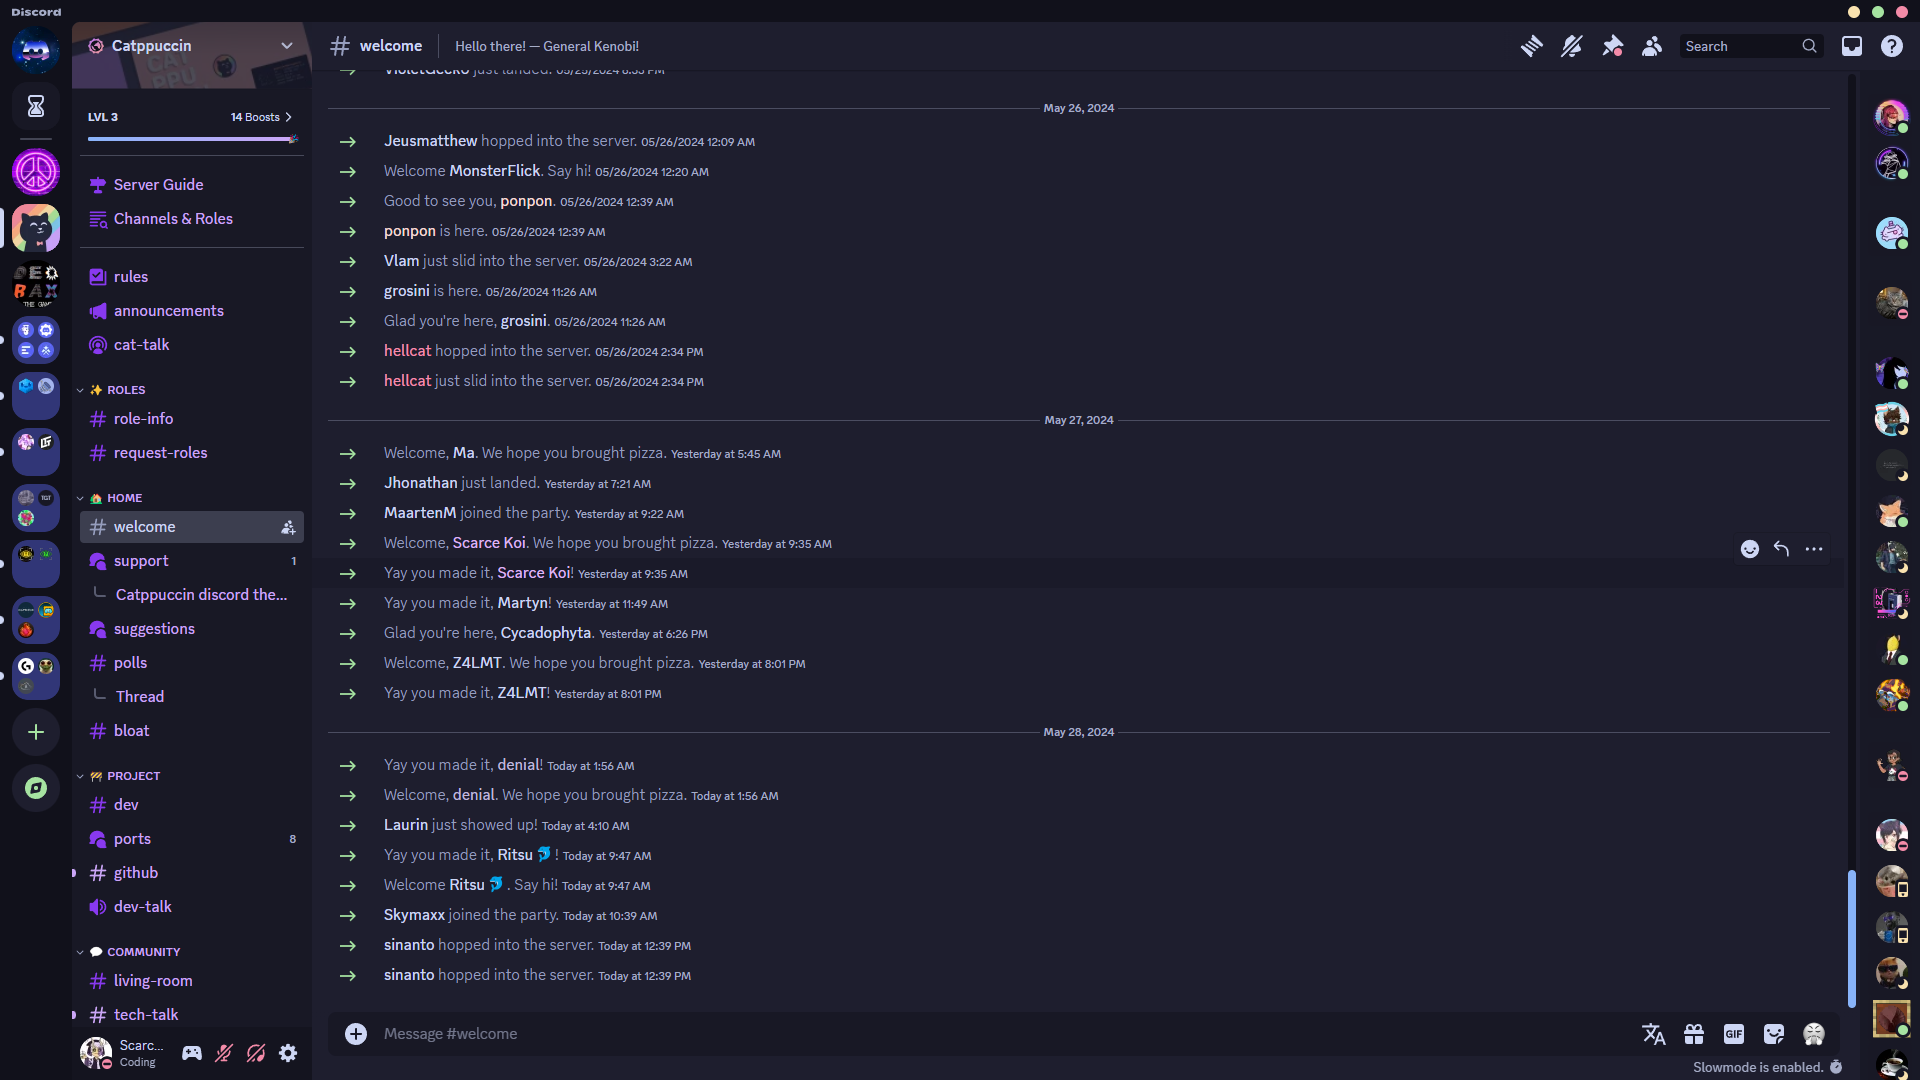 Discord
Catppuccin
welcome
Hello there! — General Kenobi!
Search
LVL 3
14 Boosts
Server Guide
Channels & Roles
rules
announcements
cat-talk
ROLES
role-info
request-roles
HOME
welcome
support
1
Catppuccin discord the...
suggestions
polls
Thread
bloat
PROJECT
dev
ports
8
github
dev-talk
COMMUNITY
living-room
tech-talk
Scarc...
Coding
VioletGecko just landed. 05/25/2024 8:33 PM
May 26, 2024
Jeusmatthew hopped into the server. 05/26/2024 12:09 AM
Welcome MonsterFlick. Say hi! 05/26/2024 12:20 AM
Good to see you, ponpon. 05/26/2024 12:39 AM
ponpon is here. 05/26/2024 12:39 AM
Vlam just slid into the server. 05/26/2024 3:22 AM
grosini is here. 05/26/2024 11:26 AM
Glad you're here, grosini. 05/26/2024 11:26 AM
hellcat hopped into the server. 05/26/2024 2:34 PM
hellcat just slid into the server. 05/26/2024 2:34 PM
May 27, 2024
Welcome, Ma. We hope you brought pizza. Yesterday at 5:45 AM
Jhonathan just landed. Yesterday at 7:21 AM
MaartenM joined the party. Yesterday at 9:22 AM
Welcome, Scarce Koi. We hope you brought pizza. Yesterday at 9:35 AM
Yay you made it, Scarce Koi! Yesterday at 9:35 AM
Yay you made it, Martyn! Yesterday at 11:49 AM
Glad you're here, Cycadophyta. Yesterday at 6:26 PM
Welcome, Z4LMT. We hope you brought pizza. Yesterday at 8:01 PM
Yay you made it, Z4LMT! Yesterday at 8:01 PM
May 28, 2024
Yay you made it, denial! Today at 1:56 AM
Welcome, denial. We hope you brought pizza. Today at 1:56 AM
Laurin just showed up! Today at 4:10 AM
Yay you made it, Ritsu ! Today at 9:47 AM
Welcome Ritsu . Say hi! Today at 9:47 AM
Skymaxx joined the party. Today at 10:39 AM
sinanto hopped into the server. Today at 12:39 PM
sinanto hopped into the server. Today at 12:39 PM
Message #welcome
GIF
Slowmode is enabled.